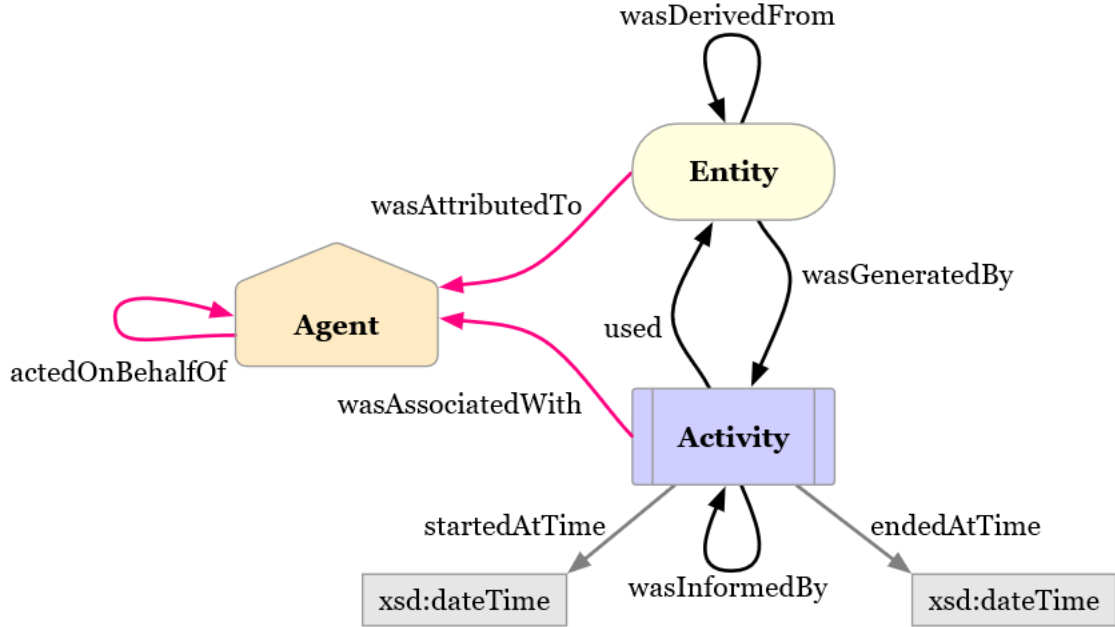 wasDerivedFrom
Entity
wasAttributedTo
wasGeneratedBy
Agent
used
actedOnBehalfOf
wasAssociatedWith
Activity
startedAtTime
endedAtTime
wasInformedBy
xsd:dateTime
xsd:dateTime